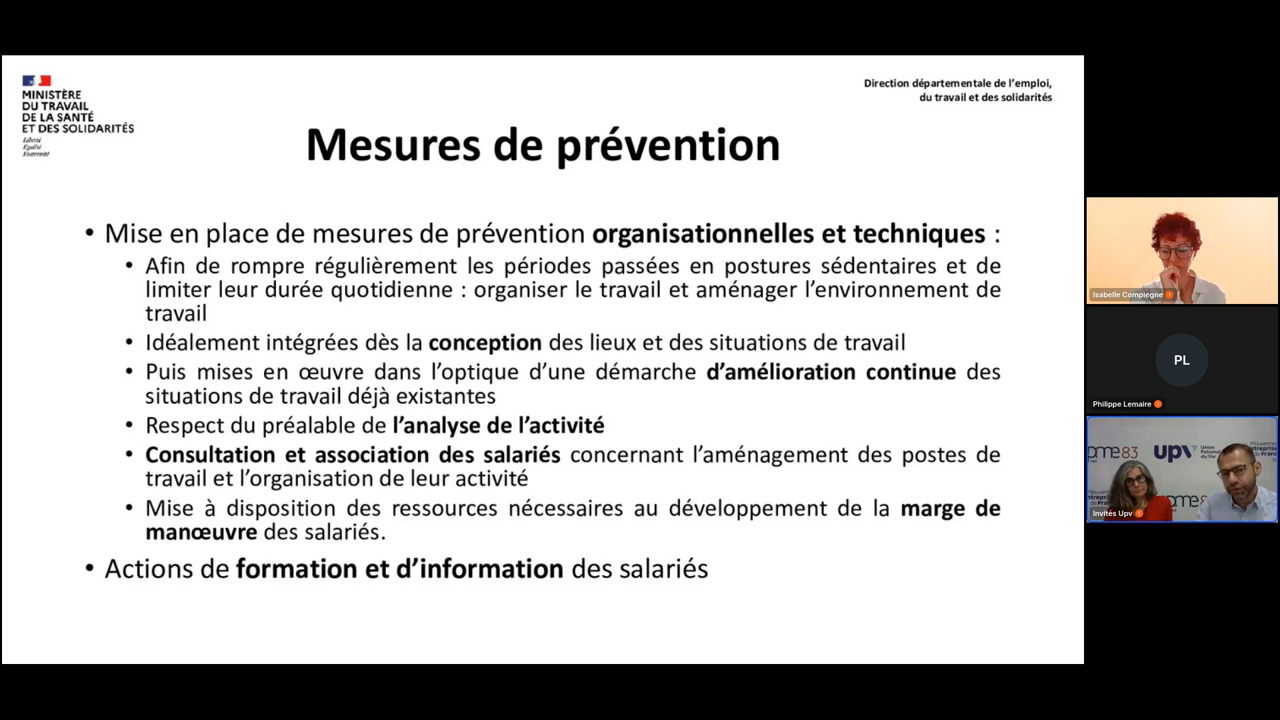 MINISTÈRE
DU TRAVAIL
DE LA SANTÉ
ET DES SOLIDARITÉS
Liberté
Égalité
Fraternité
Direction départementale de l'emploi,
du travail et des solidarités
Mesures de prévention
• Mise en place de mesures de prévention organisationnelles et techniques :
• Afin de rompre régulièrement les périodes passées en postures sédentaires et de
limiter leur durée quotidienne : organiser le travail et aménager l'environnement de
travail
• Idéalement intégrées dès la conception des lieux et des situations de travail
• Puis mises en œuvre dans l'optique d'une démarche d'amélioration continue des
situations de travail déjà existantes
• Respect du préalable de l'analyse de l'activité
• Consultation et association des salariés concernant l'aménagement des postes de
travail et l'organisation de leur activité
• Mise à disposition des ressources nécessaires au développement de la marge de
manœuvre des salariés.
• Actions de formation et d'information des salariés
Isabelle Compiegne
PL
Philippe Lemaire
pme83
upv
Invités Upv